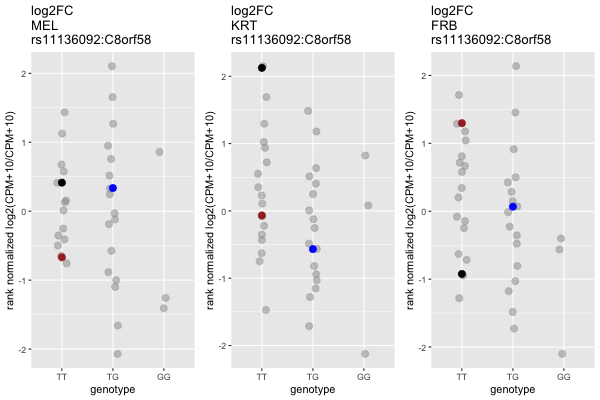 log2FC
MEL
rs11136092:C8orf58
rank normalized log2(CPM+10/CPM+10)
2
1
0
-1
-2
TT
TG
GG
genotype
log2FC
KRT
rs11136092:C8orf58
rank normalized log2(CPM+10/CPM+10)
2
1
0
-1
-2
TT
TG
GG
genotype
log2FC
FRB
rs11136092:C8orf58
rank normalized log2(CPM+10/CPM+10)
2
1
0
-1
-2
TT
TG
GG
genotype